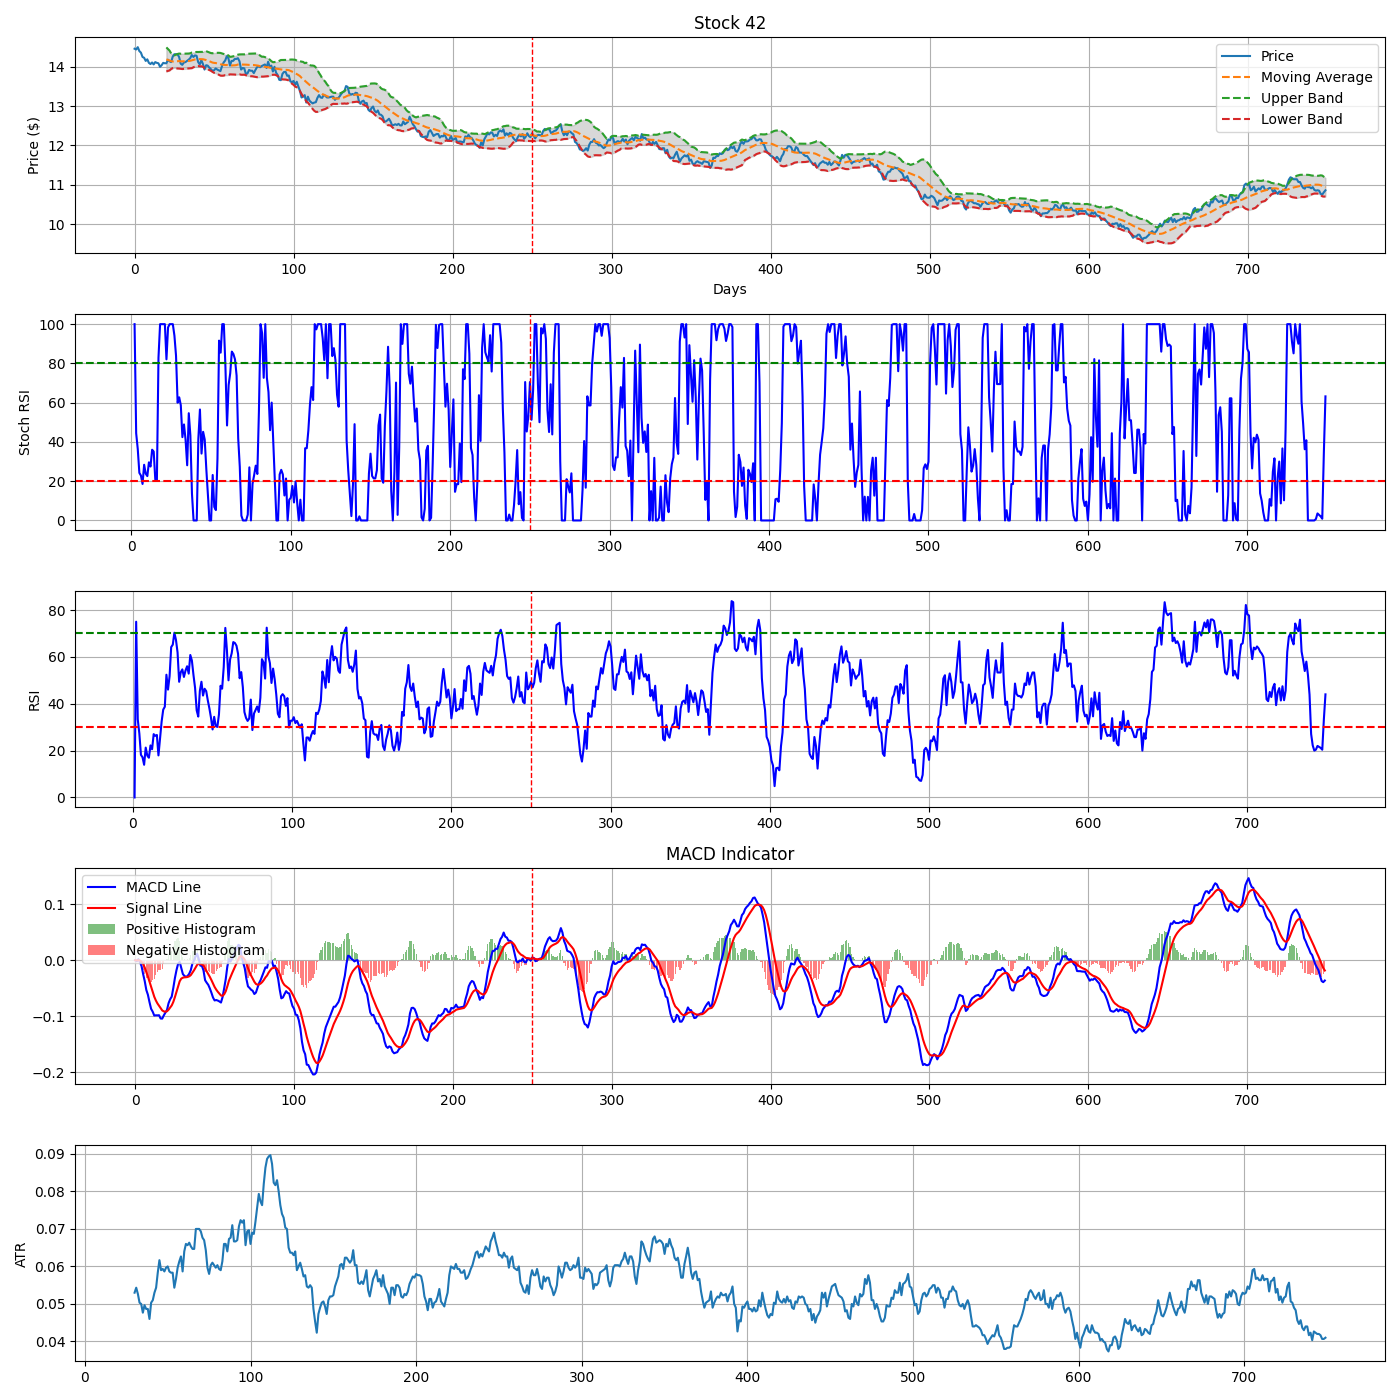 Stock 42
Price ($)
14
13
12
11
10
Price
Moving Average
Upper Band
Lower Band
0 100 200 300 400 500 600 700
Days
Stoch RSI
100
80
60
40
20
0
0 100 200 300 400 500 600 700
RSI
80
60
40
20
0
0 100 200 300 400 500 600 700
MACD Indicator
MACD Line
Signal Line
Positive Histogram
Negative Histogram
0.1
0.0
−0.1
−0.2
0 100 200 300 400 500 600 700
ATR
0.09
0.08
0.07
0.06
0.05
0.04
0 100 200 300 400 500 600 700